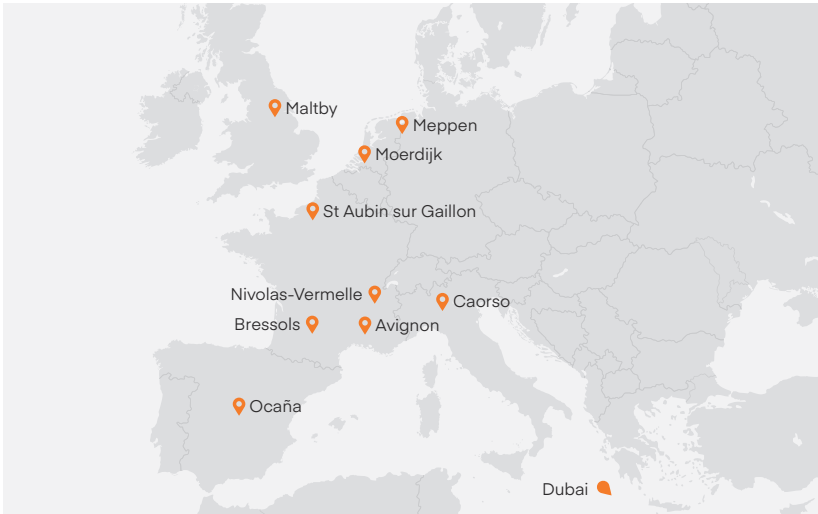 Maltby
Meppen
Moerdijk
St Aubin sur Gaillon
Nivolas-Vermelle
Caorso
Bressols
Avignon
Ocaña
Dubai